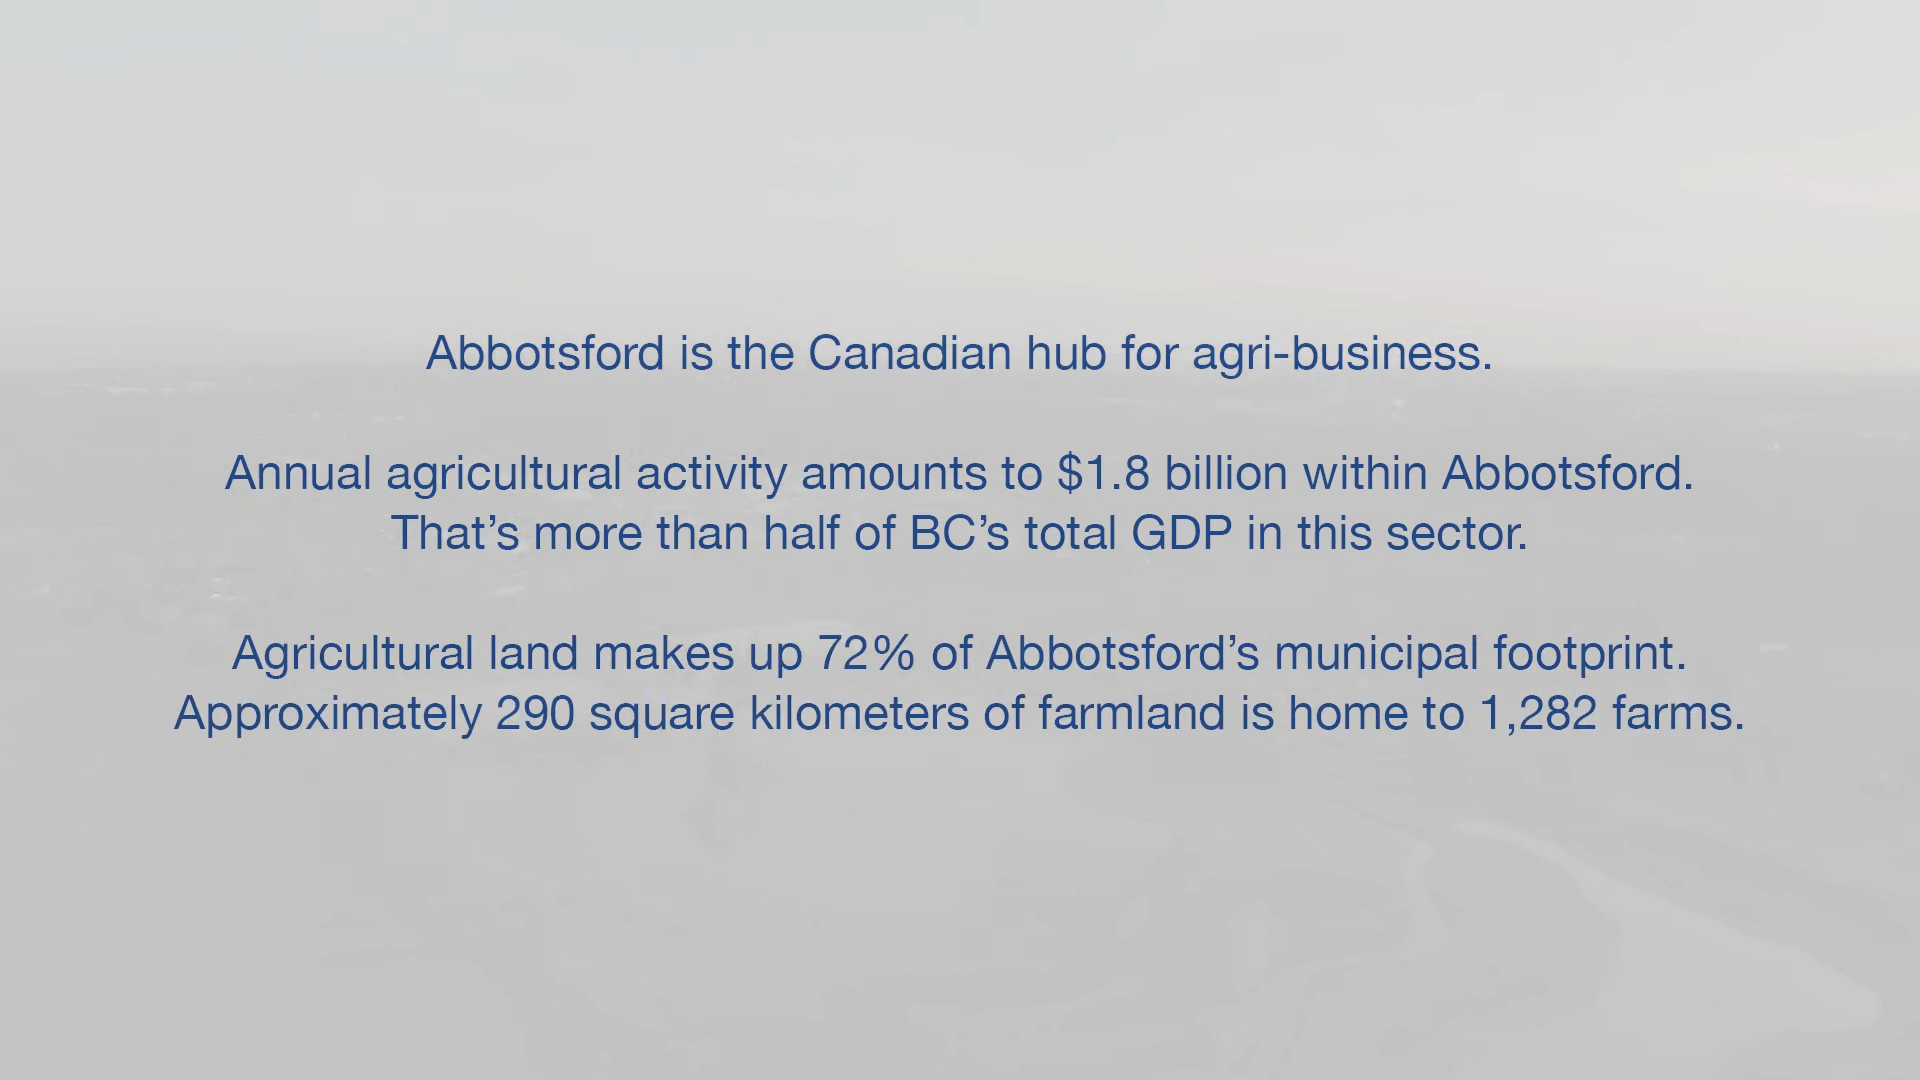 Abbotsford is the Canadian hub for agri-business.
Annual agricultural activity amounts to $1.8 billion within Abbotsford.
That’s more than half of BC’s total GDP in this sector.
Agricultural land makes up 72% of Abbotsford’s municipal footprint.
Approximately 290 square kilometers of farmland is home to 1,282 farms.